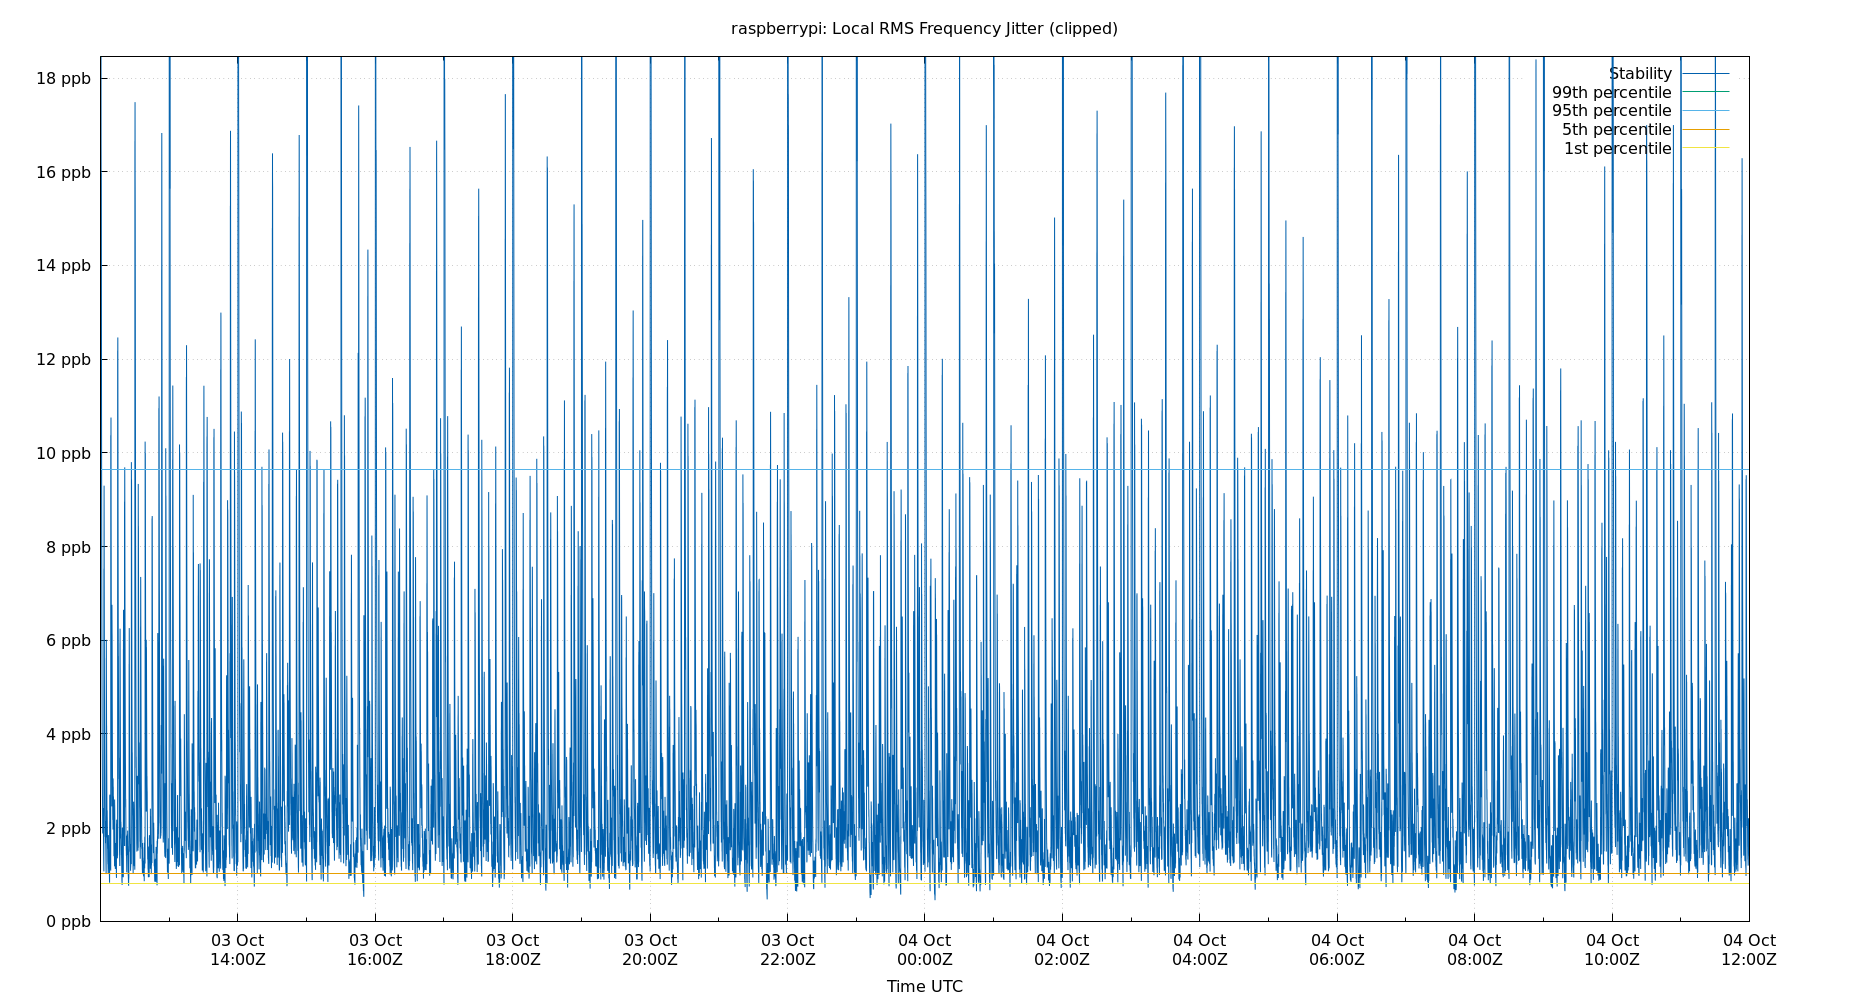 raspberrypi: Local RMS Frequency Jitter (clipped)
18 ppb
16 ppb
14 ppb
12 ppb
10 ppb
8 ppb
6 ppb
4 ppb
2 ppb
0 ppb
Stability
99th percentile
95th percentile
5th percentile
1st percentile
03 Oct 03 Oct 03 Oct 03 Oct 03 Oct 04 Oct 04 Oct 04 Oct 04 Oct 04 Oct 04 Oct 04 Oct
14:00Z 16:00Z 18:00Z 20:00Z 22:00Z 00:00Z 02:00Z 04:00Z 06:00Z 08:00Z 10:00Z 12:00Z
Time UTC